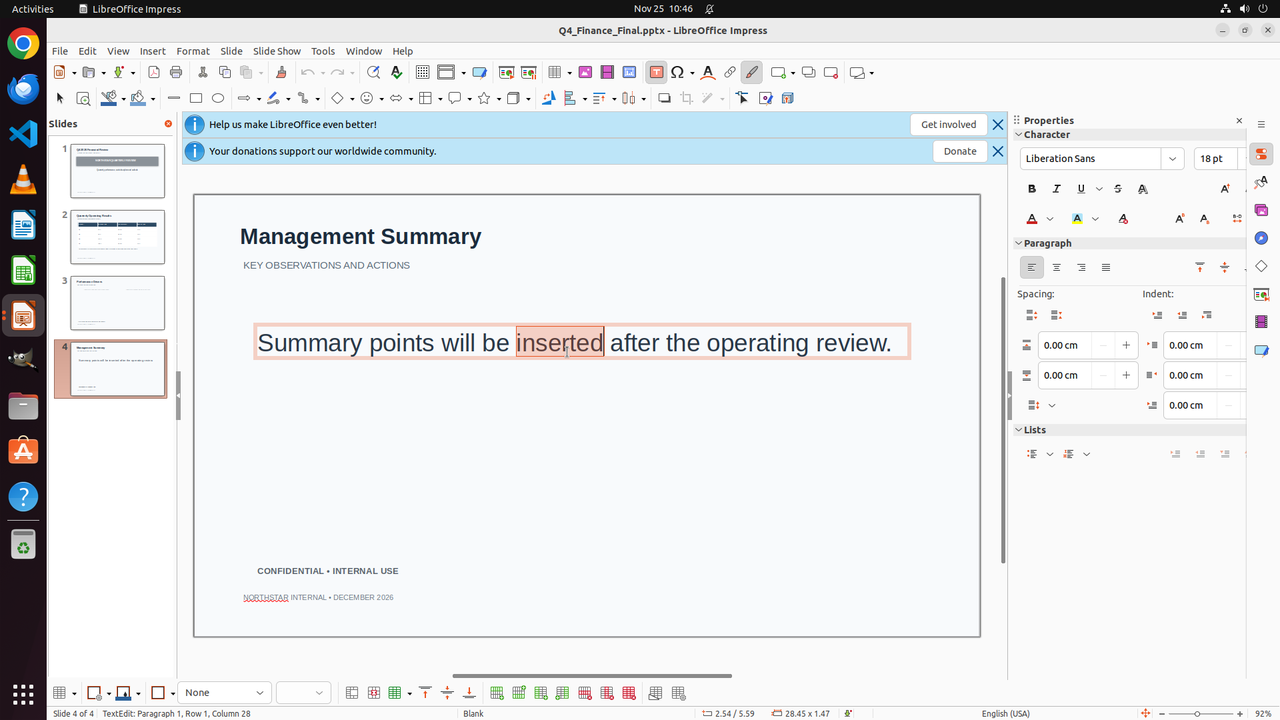 Activities
LibreOffice Impress
Nov 25 10:46
Q4_Finance_Final.pptx - LibreOffice Impress
File Edit View Insert Format Slide Slide Show Tools Window Help
Slides
Help us make LibreOffice even better!
Get involved
Your donations support our worldwide community.
Donate
1
2
3
4
Management Summary
KEY OBSERVATIONS AND ACTIONS
Summary points will be inserted after the operating review.
CONFIDENTIAL • INTERNAL USE
NORTHSTAR INTERNAL • DECEMBER 2026
Properties
Character
Liberation Sans
18 pt
Paragraph
Spacing:
Indent:
0.00 cm
0.00 cm
0.00 cm
0.00 cm
0.00 cm
Lists
None
Slide 4 of 4
TextEdit: Paragraph 1, Row 1, Column 28
Blank
2.54 / 5.59
28.45 x 1.47
English (USA)
92%